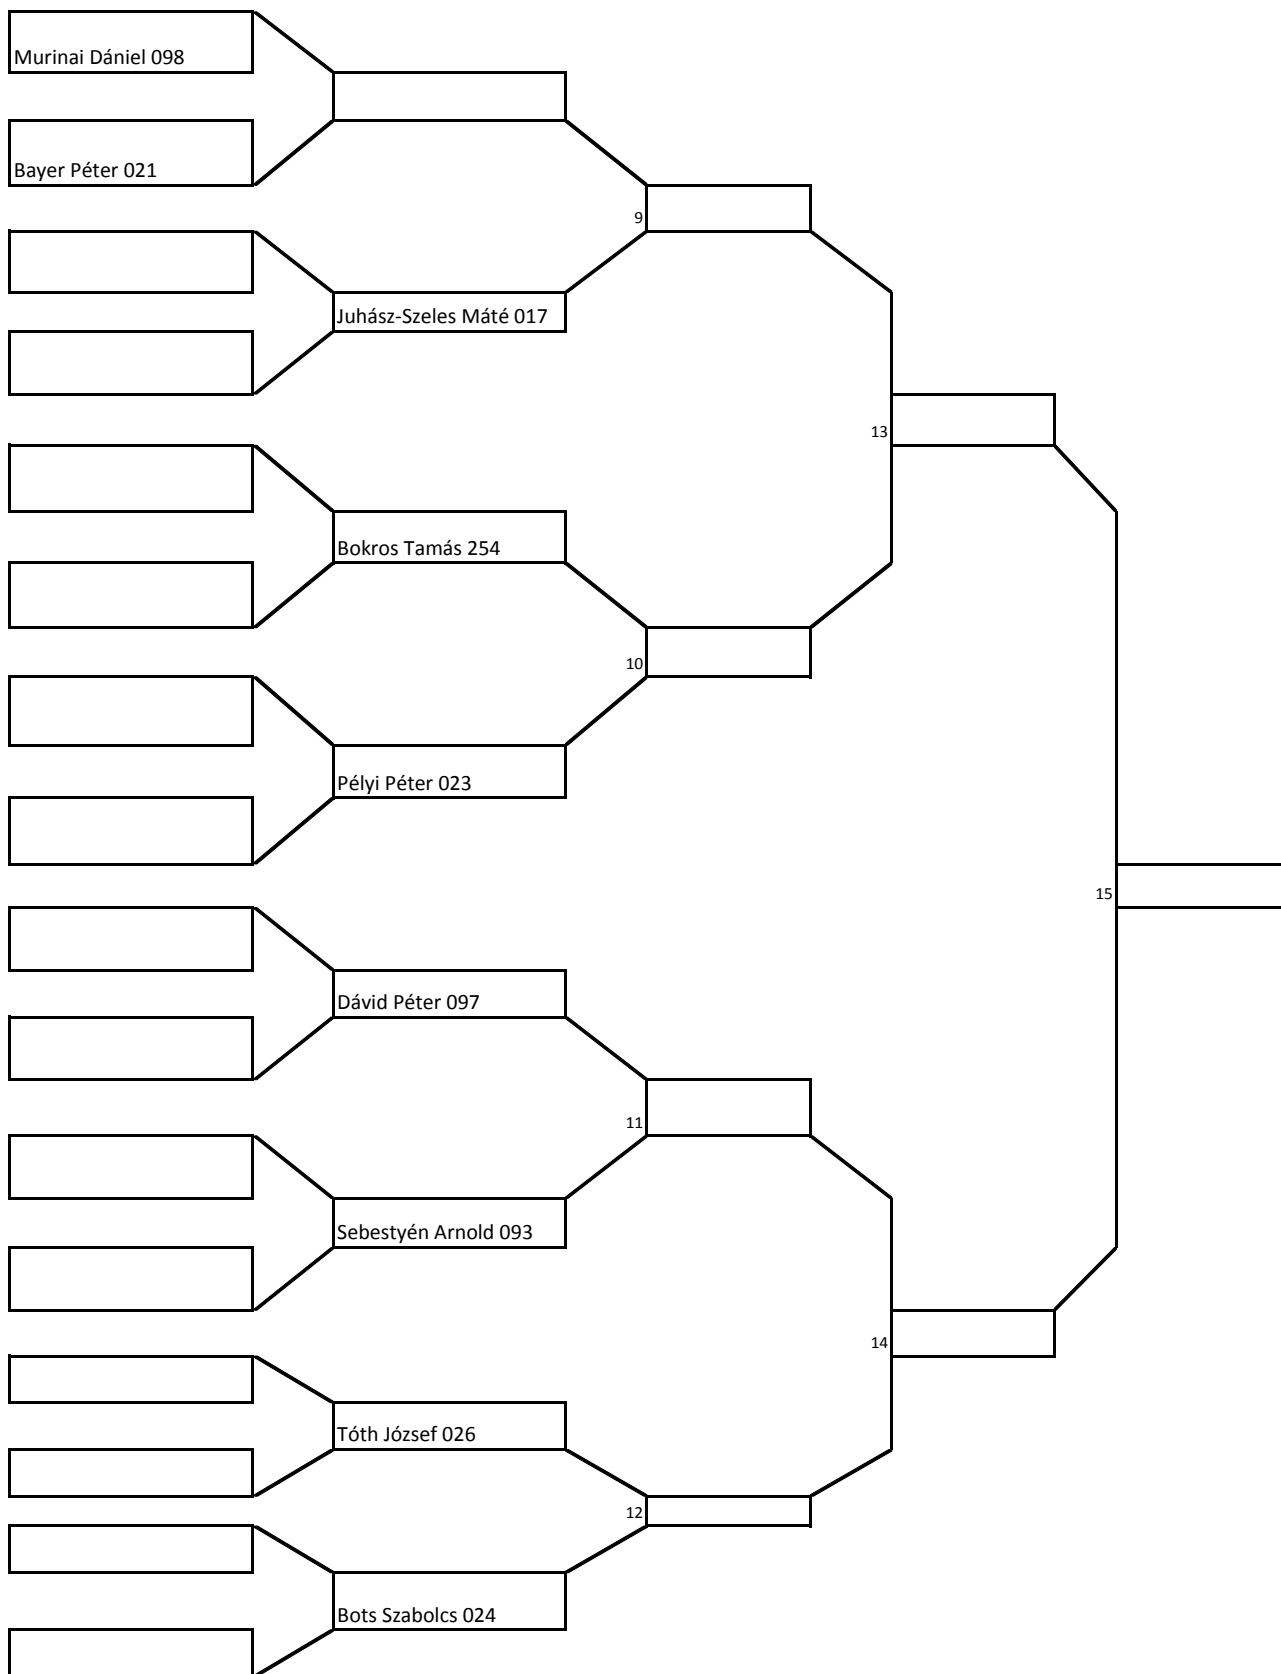 Murinai Dániel 098
Bayer Péter 021
9
Juhász-Szeles Máté 017
13
Bokros Tamás 254
10
Pélyi Péter 023
15
Dávid Péter 097
11
Sebestyén Arnold 093
14
Tóth József 026
12
Bots Szabolcs 024